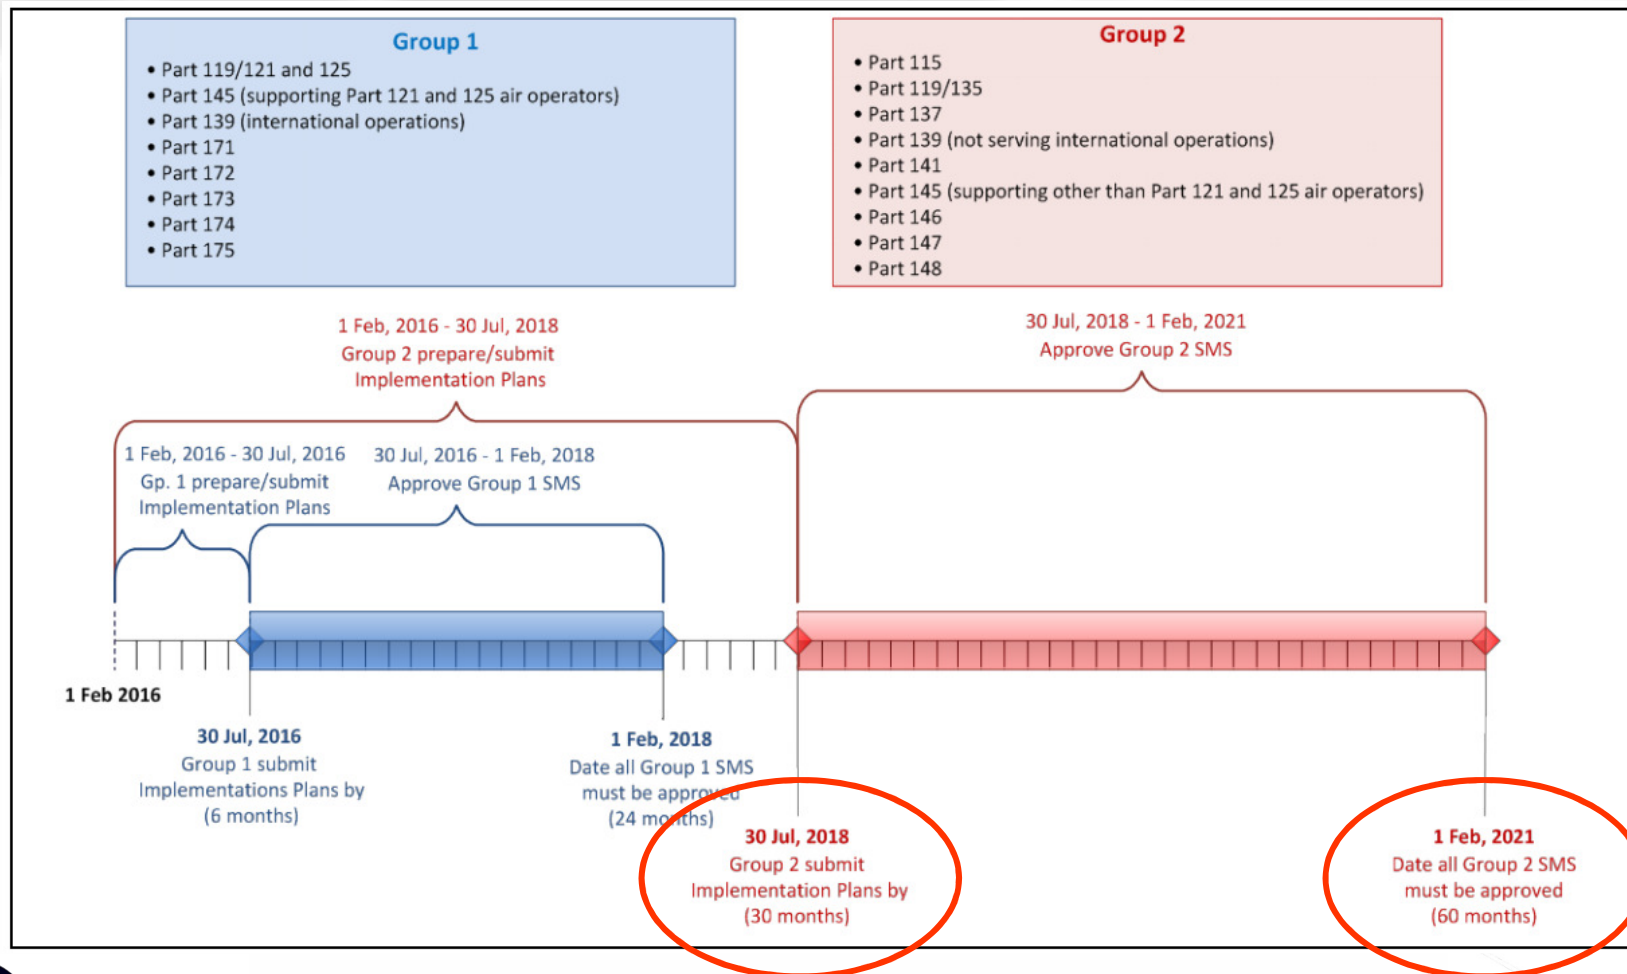 Group 1
• Part 119/121 and 125
• Part 145 (supporting Part 121 and 125 air operators)
• Part 139 (international operations)
• Part 171
• Part 172
• Part 173
• Part 174
• Part 175
Group 2
• Part 115
• Part 119/135
• Part 137
• Part 139 (not serving international operations)
• Part 141
• Part 145 (supporting other than Part 121 and 125 air operators)
• Part 146
• Part 147
• Part 148
1 Feb, 2016 - 30 Jul, 2018
Group 2 prepare/submit
Implementation Plans
30 Jul, 2018 - 1 Feb, 2021
Approve Group 2 SMS
1 Feb, 2016 - 30 Jul, 2016
Gp. 1 prepare/submit
Implementation Plans
30 Jul, 2016 - 1 Feb, 2018
Approve Group 1 SMS
1 Feb 2016
30 Jul, 2016
Group 1 submit
Implementations Plans by
(6 months)
1 Feb, 2018
Date all Group 1 SMS
must be approved
(24 months)
30 Jul, 2018
Group 2 submit
Implementation Plans by
(30 months)
1 Feb, 2021
Date all Group 2 SMS
must be approved
(60 months)